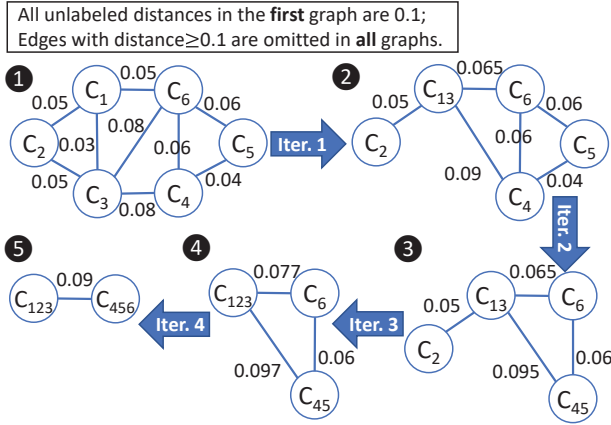 All unlabeled distances in the first graph are 0.1;
Edges with distance≥0.1 are omitted in all graphs.
1
0.05
0.05
0.03
0.05
0.08
0.08
0.06
0.06
0.04
C1
C2
C3
C4
C5
C6
Iter. 1
2
0.065
0.05
0.06
0.06
0.09
0.04
C13
C6
C2
C5
C4
Iter. 2
3
0.065
0.05
0.095
0.06
C13
C6
C2
C45
Iter. 3
4
0.077
0.097
0.06
C123
C6
C45
Iter. 4
5
0.09
C123
C456